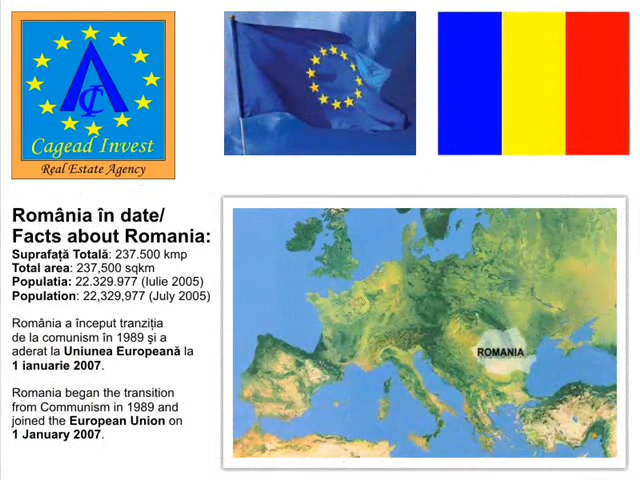 Cagead Invest
Real Estate Agency
România în date/
Facts about Romania:
Suprafaţă Totală: 237.500 kmp
Total area: 237,500 sqkm
Populatia: 22.329.977 (Iulie 2005)
Population: 22,329,977 (July 2005)
România a început tranziţia
de la comunism în 1989 şi a
aderat la Uniunea Europeană la
1 ianuarie 2007.
Romania began the transition
from Communism in 1989 and
joined the European Union on
1 January 2007.
ROMANIA